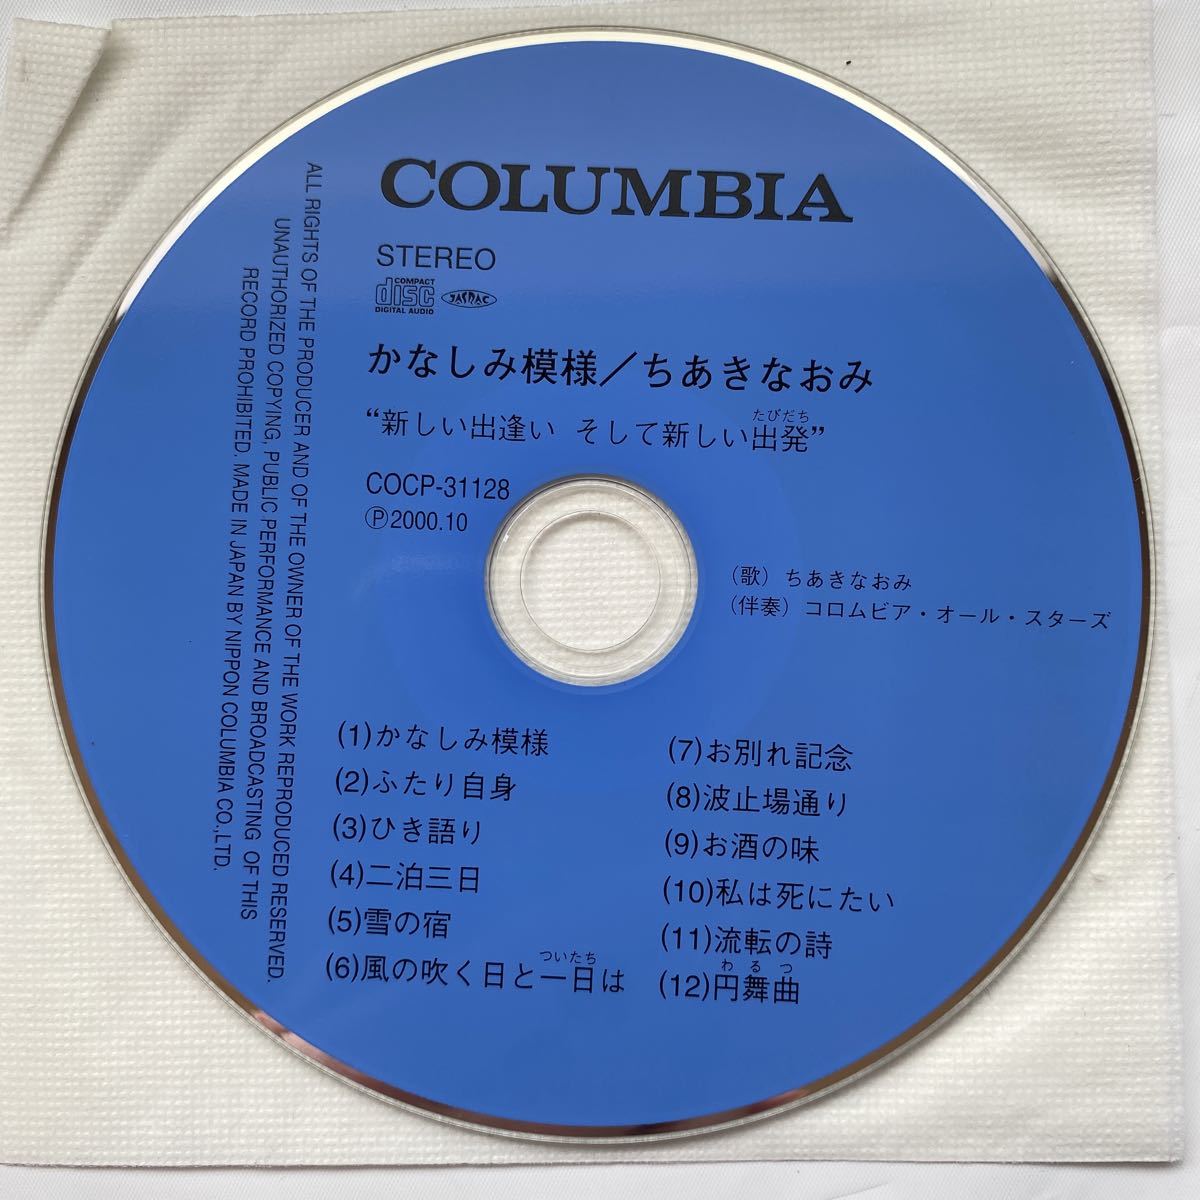 COLUMBIA
STEREO
COMPACT
disc
DIGITAL AUDIO
JASRAC
かなしみ模様／ちあきなおみ
たびだち
“新しい出逢い そして新しい出発”
COCP-31128
Ⓟ2000.10
（歌）ちあきなおみ
（伴奏）コロムビア・オール・スターズ
(1)かなしみ模様
(2)ふたり自身
(3)ひき語り
(4)二泊三日
(5)雪の宿
ついたち
(6)風の吹く日と一日は
(7)お別れ記念
(8)波止場通り
(9)お酒の味
(10)私は死にたい
(11)流転の詩
わるつ
(12)円舞曲
ALL RIGHTS OF THE PRODUCER AND OF THE OWNER OF THE WORK REPRODUCED RESERVED.
UNAUTHORIZED COPYING, PUBLIC PERFORMANCE AND BROADCASTING OF THIS
RECORD PROHIBITED. MADE IN JAPAN BY NIPPON COLUMBIA CO.,LTD.